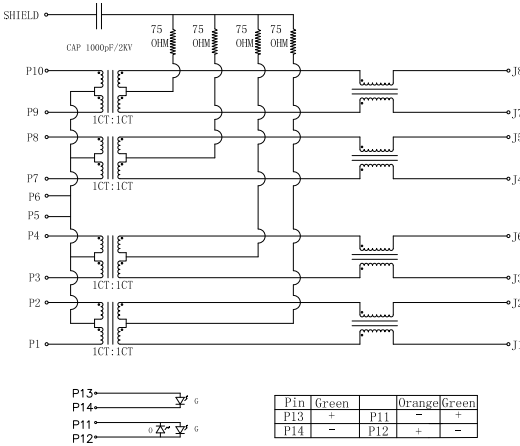 SHIELD
75 OHM
75 OHM
75 OHM
75 OHM
CAP 1000pF/2KV
P10
J8
P9
J7
1CT:1CT
P8
J5
P7
J4
1CT:1CT
P6
P5
P4
J6
P3
J3
1CT:1CT
P2
J2
P1
J1
1CT:1CT
P13
G
P14
P11
O
G
P12
Pin Green Orange Green
P13 + P11 - +
P14 - P12 + -